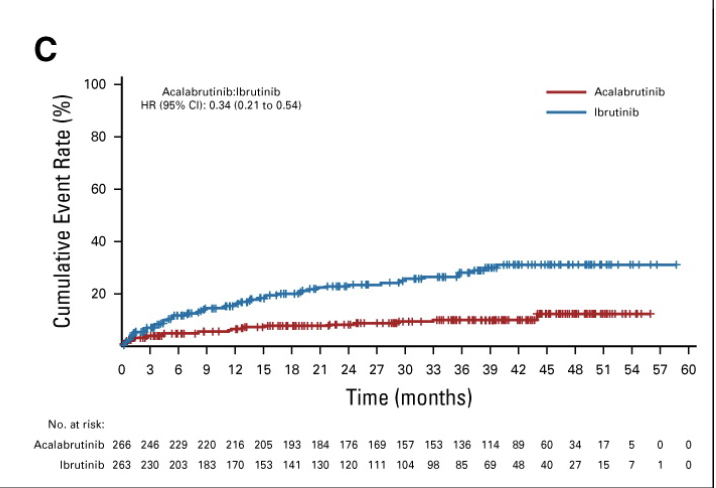 C
Acalabrutinib:Ibrutinib
HR (95% CI): 0.34 (0.21 to 0.54)
Acalabrutinib
Ibrutinib
Cumulative Event Rate (%)
100
80
60
40
20
0 3 6 9 12 15 18 21 24 27 30 33 36 39 42 45 48 51 54 57 60
Time (months)
No. at risk:
Acalabrutinib 266 246 229 220 216 205 193 184 176 169 157 153 136 114 89 60 34 17 5 0 0
Ibrutinib 263 230 203 183 170 153 141 130 120 111 104 98 85 69 48 40 27 15 7 1 0